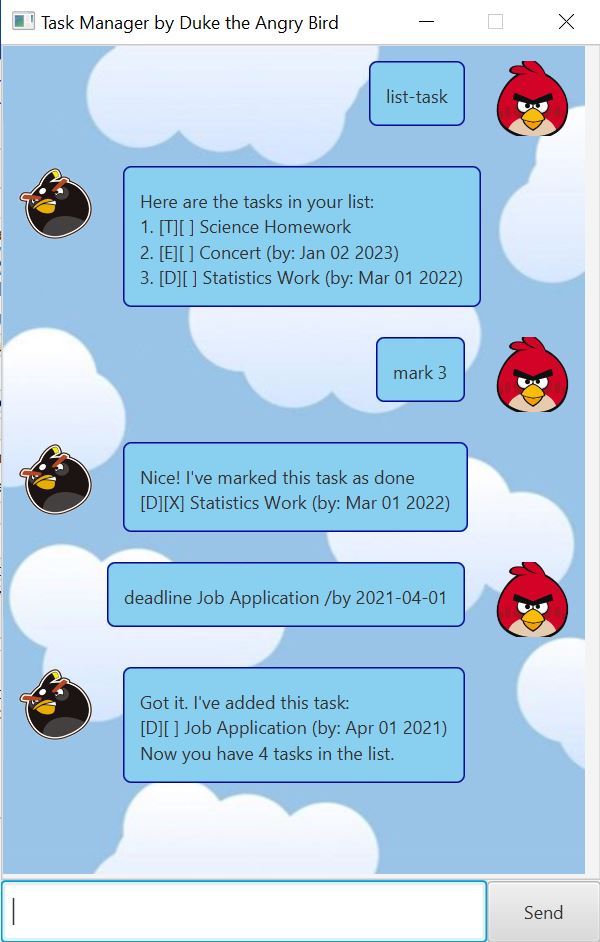 Task Manager by Duke the Angry Bird
list-task
Here are the tasks in your list:
1. [T][ ] Science Homework
2. [E][ ] Concert (by: Jan 02 2023)
3. [D][ ] Statistics Work (by: Mar 01 2022)
mark 3
Nice! I've marked this task as done
[D][X] Statistics Work (by: Mar 01 2022)
deadline Job Application /by 2021-04-01
Got it. I've added this task:
[D][ ] Job Application (by: Apr 01 2021)
Now you have 4 tasks in the list.
Send